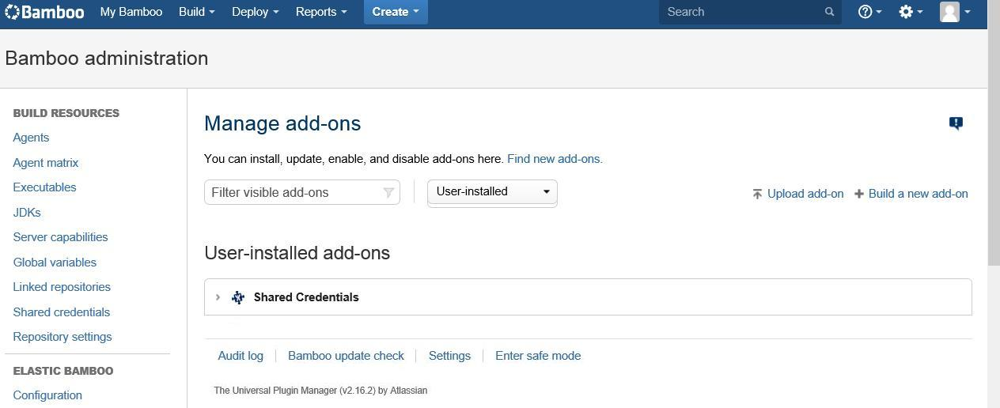 Bamboo My Bamboo Build Deploy Reports Create Search
Bamboo administration
BUILD RESOURCES
Agents
Agent matrix
Executables
JDKs
Server capabilities
Global variables
Linked repositories
Shared credentials
Repository settings
ELASTIC BAMBOO
Configuration
Manage add-ons
You can install, update, enable, and disable add-ons here. Find new add-ons.
Filter visible add-ons User-installed Upload add-on Build a new add-on
User-installed add-ons
Shared Credentials
Audit log Bamboo update check Settings Enter safe mode
The Universal Plugin Manager (v2.16.2) by Atlassian